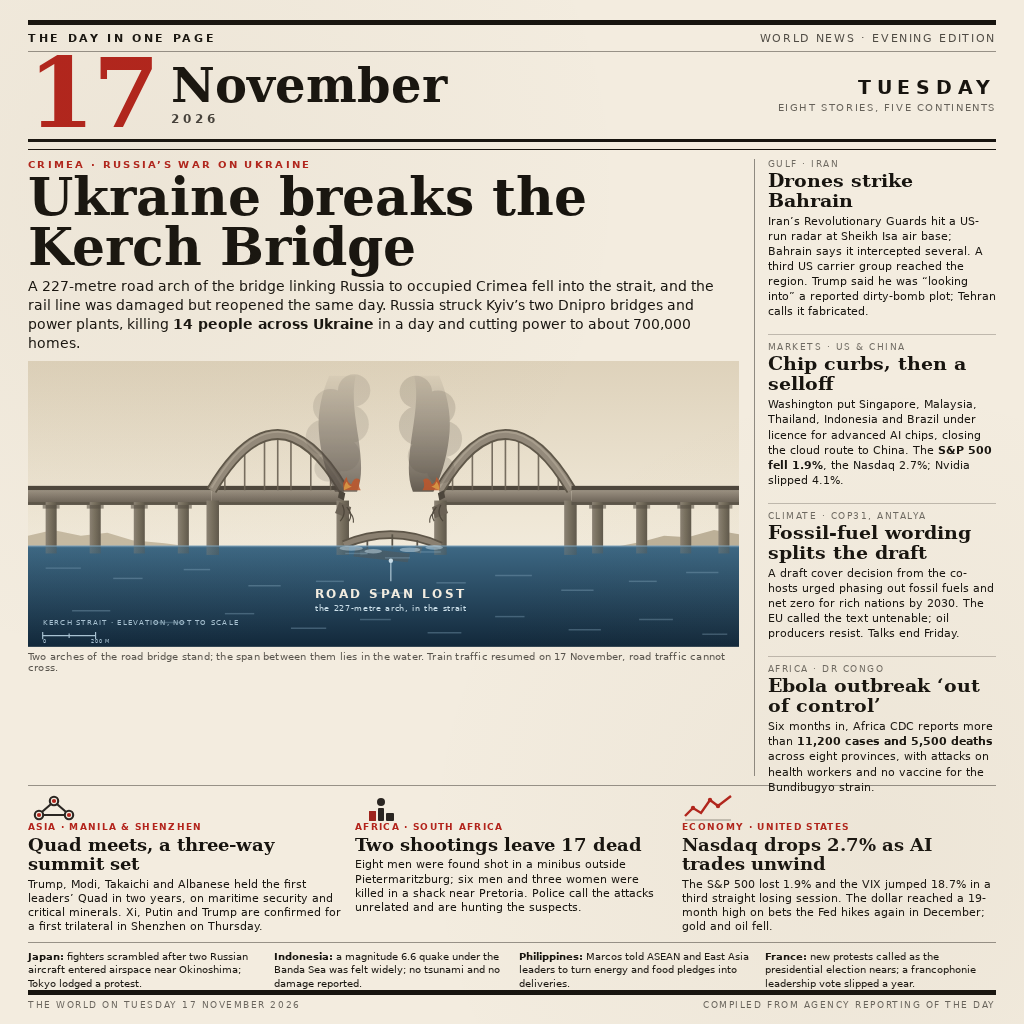 THE DAY IN ONE PAGE
WORLD NEWS · EVENING EDITION
17
November
2026
TUESDAY
EIGHT STORIES, FIVE CONTINENTS
CRIMEA · RUSSIA’S WAR ON UKRAINE
Ukraine breaks the
Kerch Bridge
A 227-metre road arch of the bridge linking Russia to occupied Crimea fell into the strait, and the
rail line was damaged but reopened the same day. Russia struck Kyiv’s two Dnipro bridges and
power plants, killing 14 people across Ukraine in a day and cutting power to about 700,000
homes.
ROAD SPAN LOST
the 227-metre arch, in the strait
KERCH STRAIT · ELEVATION, NOT TO SCALE
0 200 M
Two arches of the road bridge stand; the span between them lies in the water. Train traffic resumed on 17 November, road traffic cannot
cross.
GULF · IRAN
Drones strike
Bahrain
Iran’s Revolutionary Guards hit a US-
run radar at Sheikh Isa air base;
Bahrain says it intercepted several. A
third US carrier group reached the
region. Trump said he was “looking
into” a reported dirty-bomb plot; Tehran
calls it fabricated.
MARKETS · US & CHINA
Chip curbs, then a
selloff
Washington put Singapore, Malaysia,
Thailand, Indonesia and Brazil under
licence for advanced AI chips, closing
the cloud route to China. The S&P 500
fell 1.9%, the Nasdaq 2.7%; Nvidia
slipped 4.1%.
CLIMATE · COP31, ANTALYA
Fossil-fuel wording
splits the draft
A draft cover decision from the co-
hosts urged phasing out fossil fuels and
net zero for rich nations by 2030. The
EU called the text untenable; oil
producers resist. Talks end Friday.
AFRICA · DR CONGO
Ebola outbreak ‘out
of control’
Six months in, Africa CDC reports more
than 11,200 cases and 5,500 deaths
across eight provinces, with attacks on
health workers and no vaccine for the
Bundibugyo strain.
ASIA · MANILA & SHENZHEN
Quad meets, a three-way
summit set
Trump, Modi, Takaichi and Albanese held the first
leaders’ Quad in two years, on maritime security and
critical minerals. Xi, Putin and Trump are confirmed for
a first trilateral in Shenzhen on Thursday.
AFRICA · SOUTH AFRICA
Two shootings leave 17 dead
Eight men were found shot in a minibus outside
Pietermaritzburg; six men and three women were
killed in a shack near Pretoria. Police call the attacks
unrelated and are hunting the suspects.
ECONOMY · UNITED STATES
Nasdaq drops 2.7% as AI
trades unwind
The S&P 500 lost 1.9% and the VIX jumped 18.7% in a
third straight losing session. The dollar reached a 19-
month high on bets the Fed hikes again in December;
gold and oil fell.
Japan: fighters scrambled after two Russian
aircraft entered airspace near Okinoshima;
Tokyo lodged a protest.
Indonesia: a magnitude 6.6 quake under the
Banda Sea was felt widely; no tsunami and no
damage reported.
Philippines: Marcos told ASEAN and East Asia
leaders to turn energy and food pledges into
deliveries.
France: new protests called as the
presidential election nears; a francophonie
leadership vote slipped a year.
THE WORLD ON TUESDAY 17 NOVEMBER 2026
COMPILED FROM AGENCY REPORTING OF THE DAY